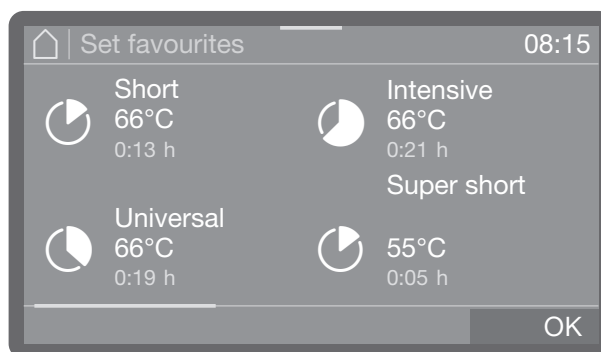 Set favourites 08:15
Short
66°C
0:13 h
Intensive
66°C
0:21 h
Universal
66°C
0:19 h
Super short
55°C
0:05 h
OK